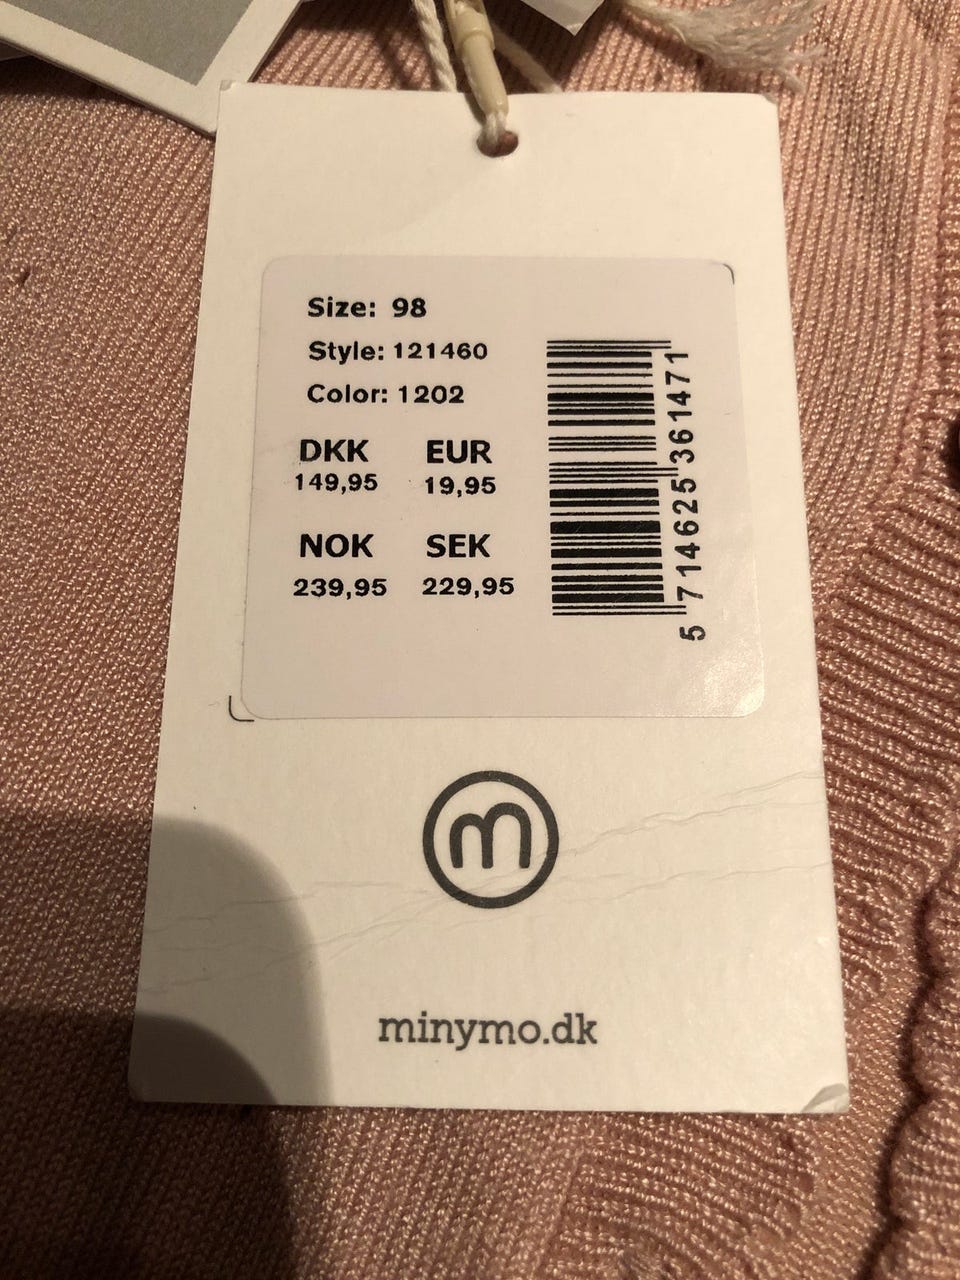 Size: 98
Style: 121460
Color: 1202
DKK EUR
149,95 19,95
NOK SEK
239,95 229,95
5 714625 361471
m
minymo.dk